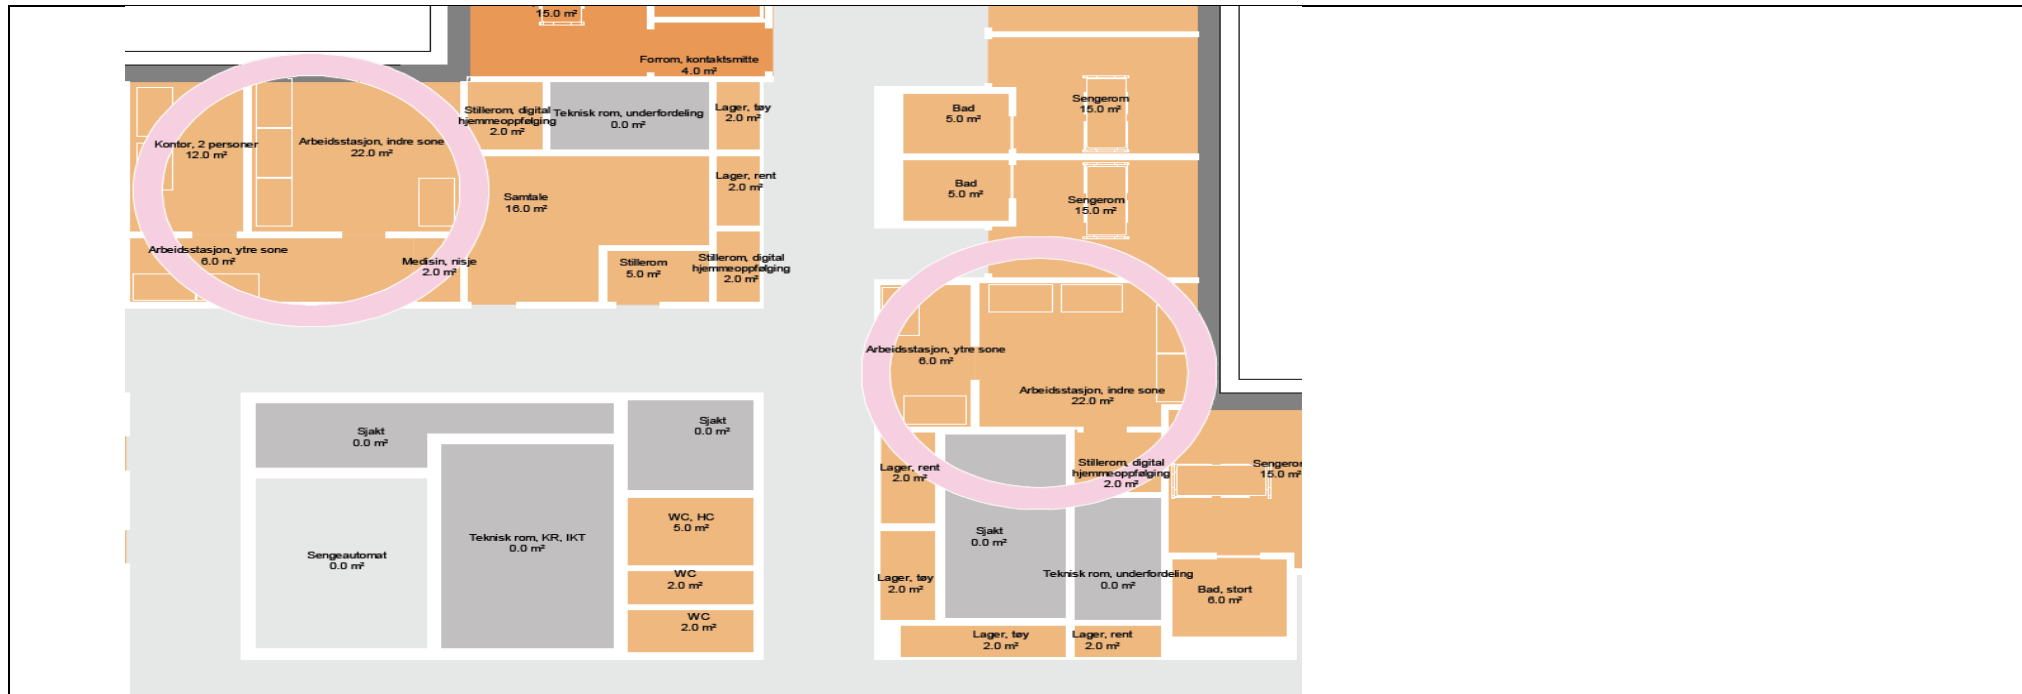 15.0 m²
Forrom, kontaktsmitte
4.0 m²
Stillerom, digital
hjemmeoppfølging
2.0 m²
Teknisk rom, underfordeling
0.0 m²
Lager, tøy
2.0 m²
Kontor, 2 personer
12.0 m²
Arbeidsstasjon, indre sone
22.0 m²
Samtale
16.0 m²
Lager, rent
2.0 m²
Arbeidsstasjon, ytre sone
6.0 m²
Medisin, nisje
2.0 m²
Stillerom
5.0 m²
Stillerom, digital
hjemmeoppfølging
2.0 m²
Bad
5.0 m²
Sengerom
15.0 m²
Bad
5.0 m²
Sengerom
15.0 m²
Arbeidsstasjon, ytre sone
6.0 m²
Arbeidsstasjon, indre sone
22.0 m²
Sjakt
0.0 m²
Sjakt
0.0 m²
Lager, rent
2.0 m²
Stillerom, digital
hjemmeoppfølging
2.0 m²
Sengerom
15.0 m²
WC, HC
5.0 m²
Teknisk rom, KR, IKT
0.0 m²
Sengeautomat
0.0 m²
Sjakt
0.0 m²
WC
2.0 m²
Lager, tøy
2.0 m²
Teknisk rom, underfordeling
0.0 m²
Bad, stort
6.0 m²
WC
2.0 m²
Lager, tøy
2.0 m²
Lager, rent
2.0 m²